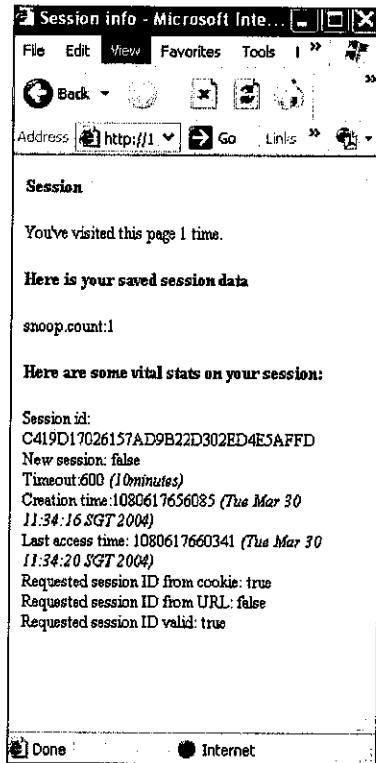 Session info - Microsoft Inte...
File Edit View Favorites Tools »
Back »
Address http://1 Go Links »
Session
You've visited this page 1 time.
Here is your saved session data
snoop.count:1
Here are some vital stats on your session:
Session id:
C419D17026157AD9B22D302ED4E5AFFD
New session: false
Timeout:600 (10minutes)
Creation time:1080617656085 (Tue Mar 30
11:34:16 SGT 2004)
Last access time: 1080617660341 (Tue Mar 30
11:34:20 SGT 2004)
Requested session ID from cookie: true
Requested session ID from URL: false
Requested session ID valid: true
Done Internet